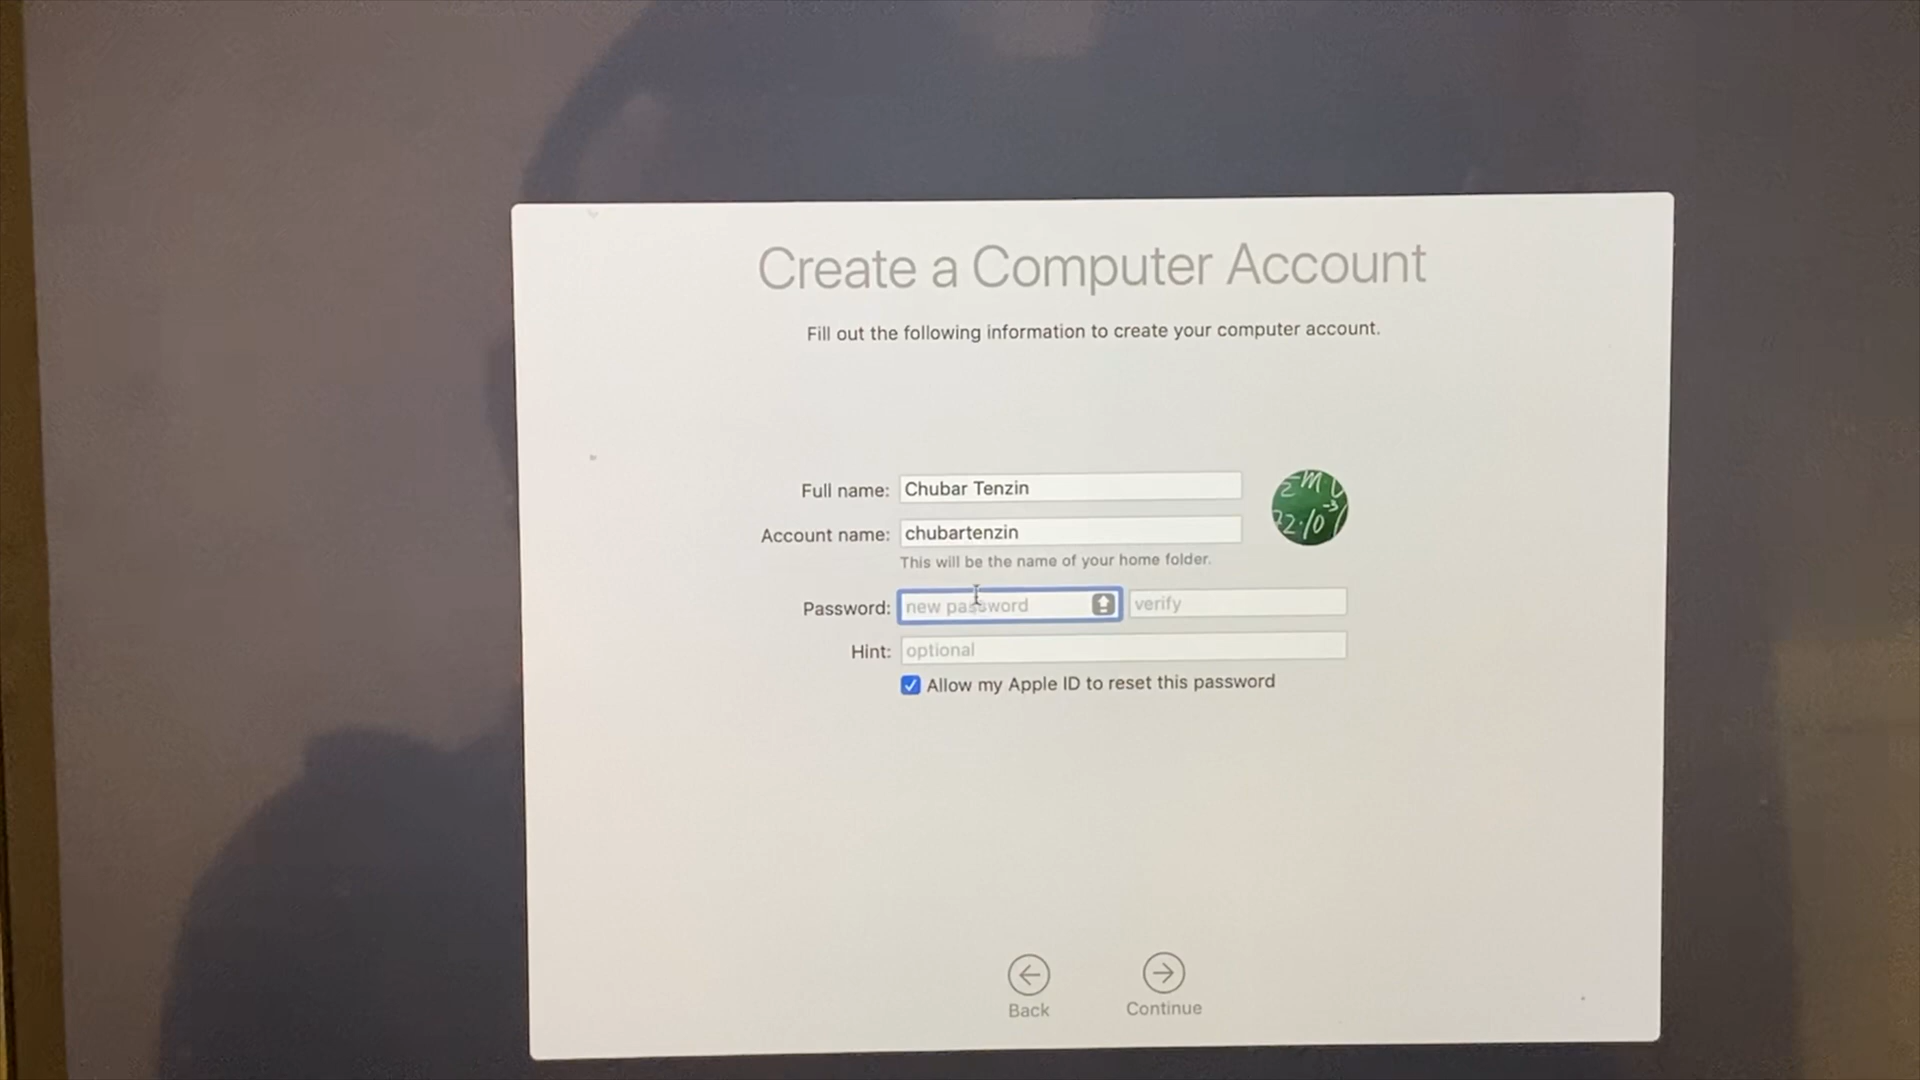 Create a Computer Account
Fill out the following information to create your computer account.
Full name: Chubar Tenzin
Account name: chubartenzin
This will be the name of your home folder.
Password: new password verify
Hint: optional
Allow my Apple ID to reset this password
Back Continue